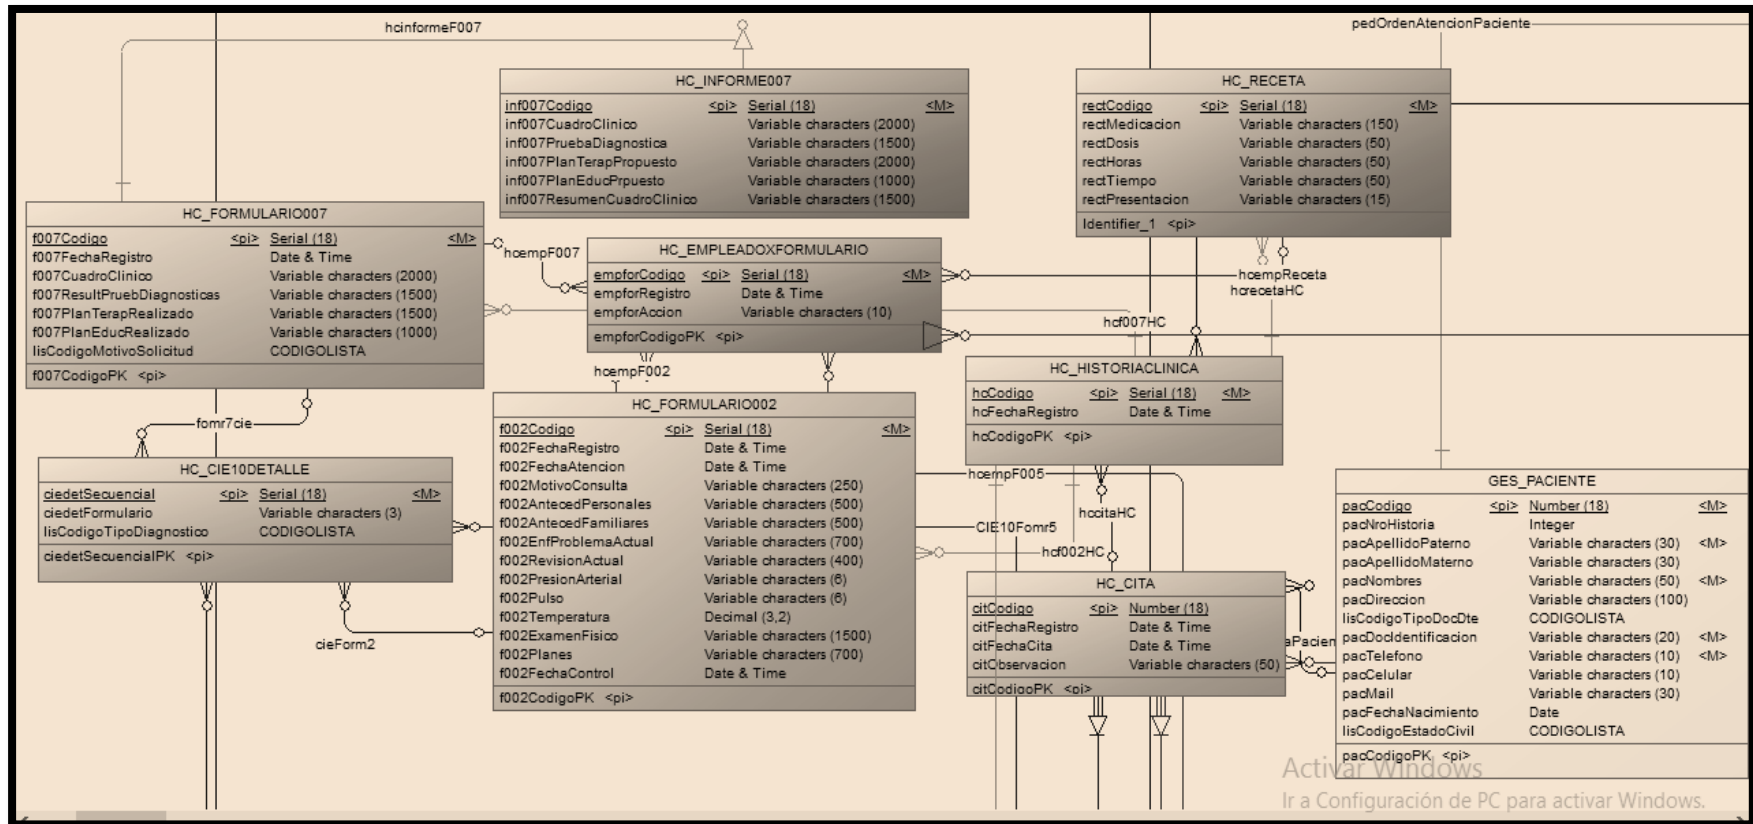 hcinformeF007
pedOrdenAtencionPaciente
HC_INFORME007
inf007Codigo <pi> Serial (18) <M>
inf007CuadroClinico Variable characters (2000)
inf007PruebaDiagnostica Variable characters (1500)
inf007PlanTerapPropuesto Variable characters (2000)
inf007PlanEducPrpuesto Variable characters (1000)
inf007ResumenCuadroClinico Variable characters (1500)
HC_RECETA
rectCodigo <pi> Serial (18) <M>
rectMedicacion Variable characters (150)
rectDosis Variable characters (50)
rectHoras Variable characters (50)
rectTiempo Variable characters (50)
rectPresentacion Variable characters (15)
Identifier_1 <pi>
HC_FORMULARIO007
f007Codigo <pi> Serial (18) <M>
f007FechaRegistro Date & Time
f007CuadroClinico Variable characters (2000)
f007ResultPruebDiagnosticas Variable characters (1500)
f007PlanTerapRealizado Variable characters (1500)
f007PlanEducRealizado Variable characters (1000)
lisCodigoMotivoSolicitud CODIGOLISTA
f007CodigoPK <pi>
hcempF007
HC_EMPLEADOXFORMULARIO
empforCodigo <pi> Serial (18) <M>
empforRegistro Date & Time
empforAccion Variable characters (10)
empforCodigoPK <pi>
hcempReceta
hcrecetaHC
hcf007HC
hcempF002
HC_HISTORIACLINICA
hcCodigo <pi> Serial (18) <M>
hcFechaRegistro Date & Time
hcCodigoPK <pi>
fomr7cie
HC_CIE10DETALLE
ciedetSecuencial <pi> Serial (18) <M>
ciedetFormulario Variable characters (3)
lisCodigoTipoDiagnostico CODIGOLISTA
ciedetSecuencialPK <pi>
cieForm2
HC_FORMULARIO002
f002Codigo <pi> Serial (18) <M>
f002FechaRegistro Date & Time
f002FechaAtencion Date & Time
f002MotivoConsulta Variable characters (250)
f002AntecedPersonales Variable characters (500)
f002AntecedFamiliares Variable characters (500)
f002EnfProblemaActual Variable characters (700)
f002RevisionActual Variable characters (400)
f002PresionArterial Variable characters (6)
f002Pulso Variable characters (6)
f002Temperatura Decimal (3,2)
f002ExamenFisico Variable characters (1500)
f002Planes Variable characters (700)
f002FechaControl Date & Time
f002CodigoPK <pi>
hcempF005
hccitaHC
CIE10Fomr5
hcf002HC
HC_CITA
citCodigo <pi> Number (18)
citFechaRegistro Date & Time
citFechaCita Date & Time
citObservacion Variable characters (50)
citCodigoPK <pi>
aPacien
GES_PACIENTE
pacCodigo <pi> Number (18) <M>
pacNroHistoria Integer
pacApellidoPaterno Variable characters (30) <M>
pacApellidoMaterno Variable characters (30)
pacNombres Variable characters (50) <M>
pacDireccion Variable characters (100)
lisCodigoTipoDocDte CODIGOLISTA
pacDocIdentificacion Variable characters (20) <M>
pacTelefono Variable characters (10) <M>
pacCelular Variable characters (10)
pacMail Variable characters (30)
pacFechaNacimiento Date
lisCodigoEstadoCivil CODIGOLISTA
pacCodigoPK <pi>
Activar Windows
Ir a Configuración de PC para activar Windows.